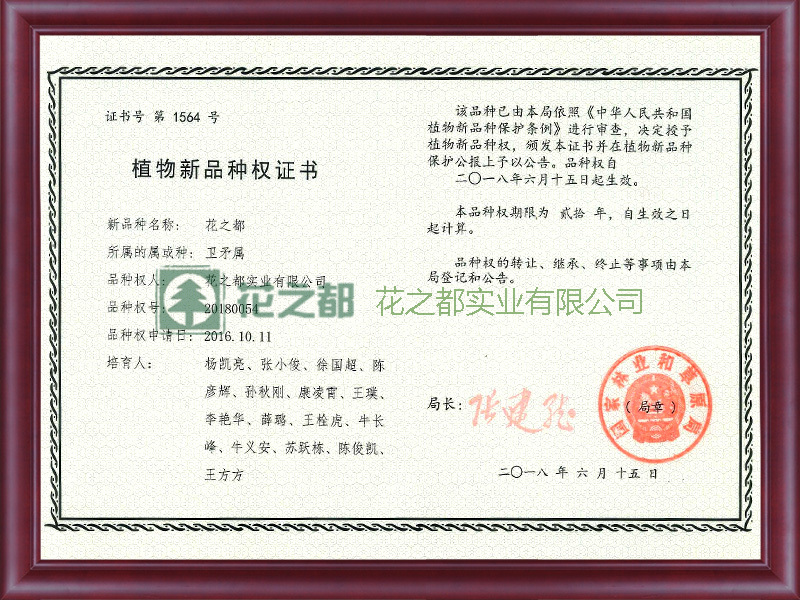 证书号 第 1564 号
植物新品种权证书
新品种名称: 花之都
所属的属或种: 卫矛属
品种权人: 花之都实业有限公司
品种权号: 20180054
品种权申请日: 2016.10.11
培育人: 杨凯亮、张小俊、徐国超、陈
彦辉、孙秋刚、康凌霄、王璞、
李艳华、薛璐、王栓虎、牛长
峰、牛义安、苏跃栋、陈俊凯、
王方方
该品种已由本局依照《中华人民共和国
植物新品种保护条例》进行审查,决定授予
植物新品种权,颁发本证书并在植物新品种
保护公报上予以公告。品种权自
二〇一八年六月十五日起生效。
本品种权期限为 贰拾 年,自生效之日
起计算。
品种权的转让、继承、终止等事项由本
局登记和公告。
花之都 花之都实业有限公司
局长: 张建龙
国家林业和草原局
(局章)
二〇一八 年 六 月 十五 日